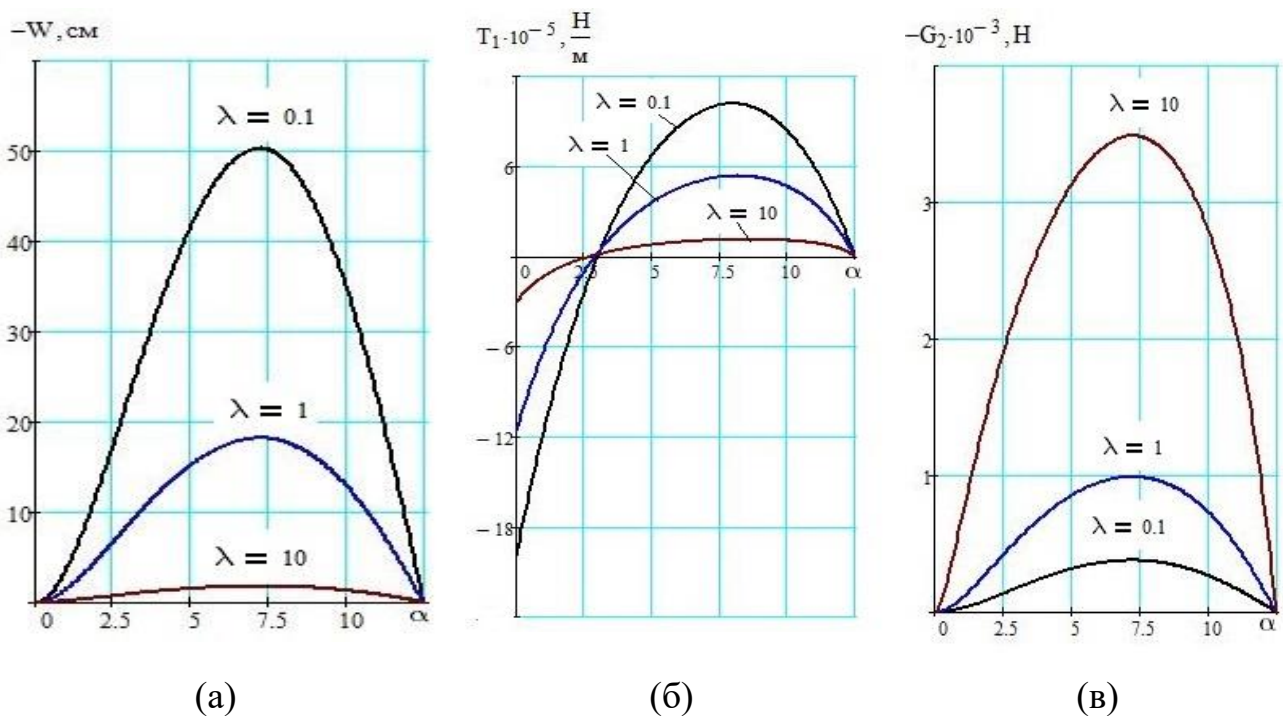 −W, см
λ = 0.1
50
40
30
λ = 1
20
10
λ = 10
0 2.5 5 7.5 10 α
(а)
T₁·10⁻⁵, Н/м
λ = 0.1
λ = 1
6
λ = 10
0 2.5 5 7.5 10 α
−6
−12
−18
(б)
−G₂·10⁻³, Н
λ = 10
3
2
1
λ = 1
λ = 0.1
0 2.5 5 7.5 10 α
(в)